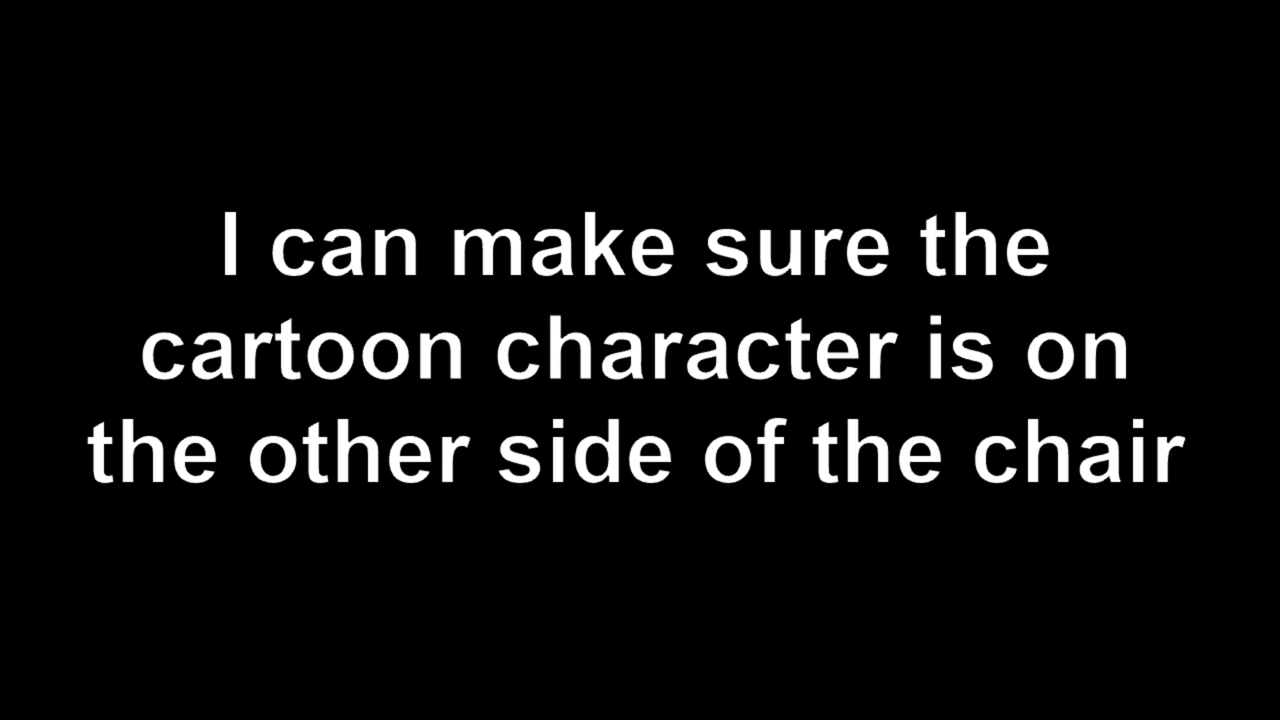 I can make sure the
cartoon character is on
the other side of the chair